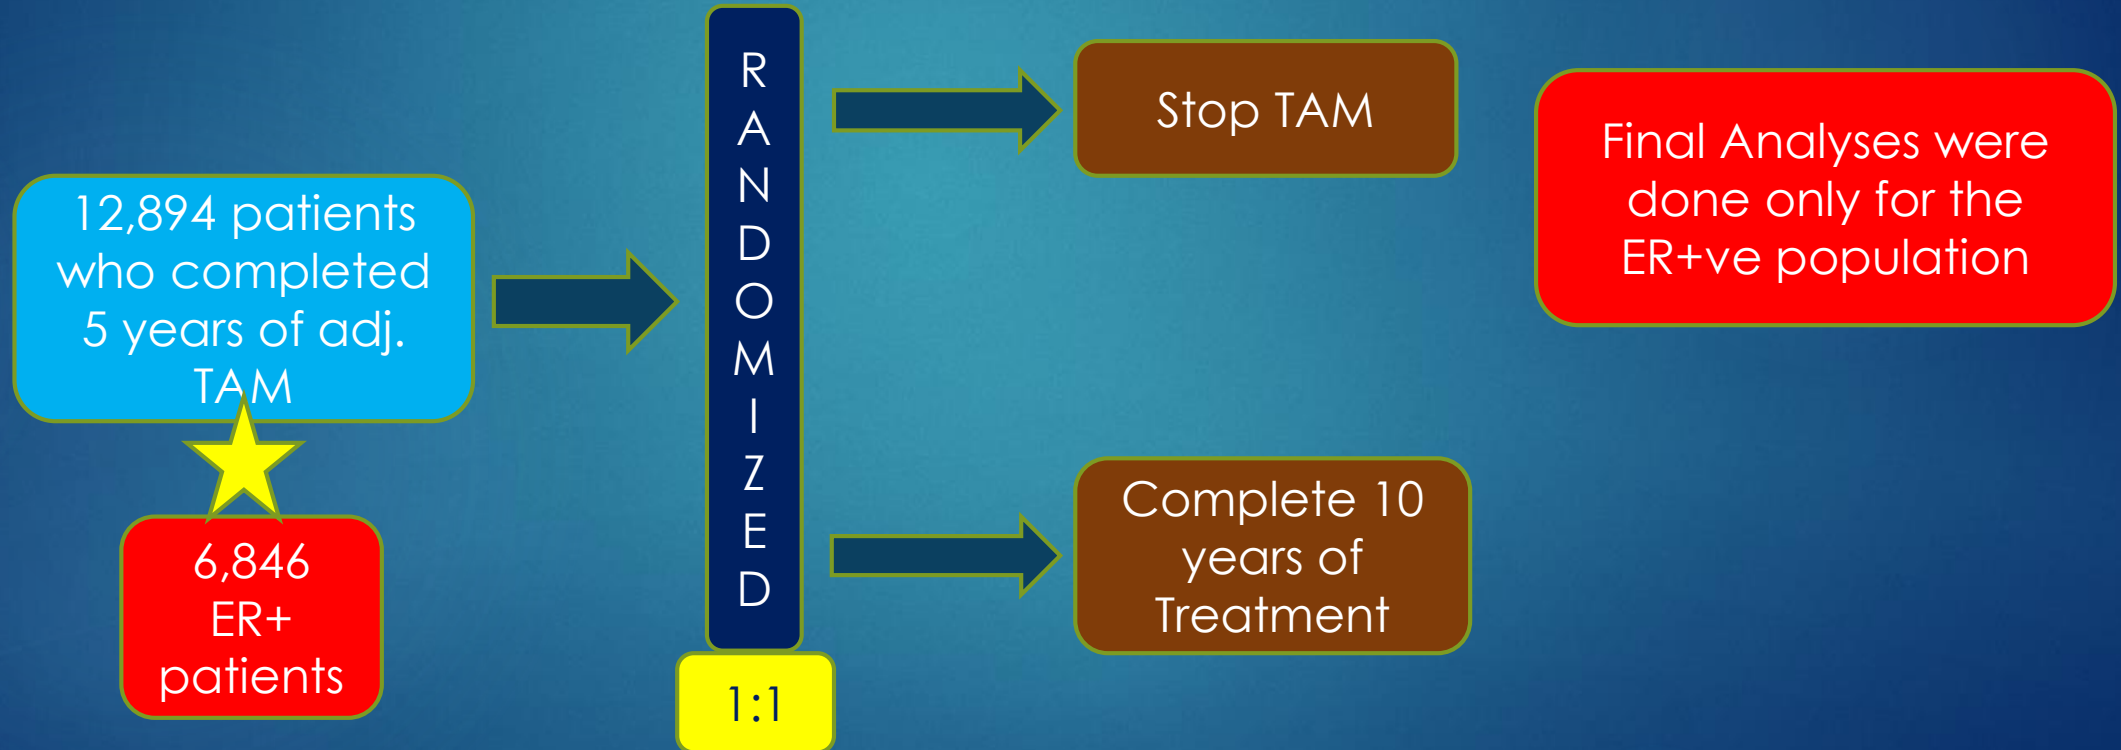 12,894 patients
who completed
5 years of adj.
TAM
6,846
ER+
patients
R
A
N
D
O
M
I
Z
E
D
1:1
Stop TAM
Complete 10
years of
Treatment
Final Analyses were
done only for the
ER+ve population